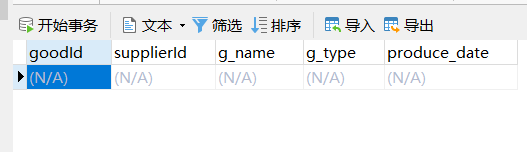 开始事务 文本 筛选 排序 导入 导出
goodId supplierId g_name g_type produce_date
(N/A) (N/A) (N/A) (N/A) (N/A)